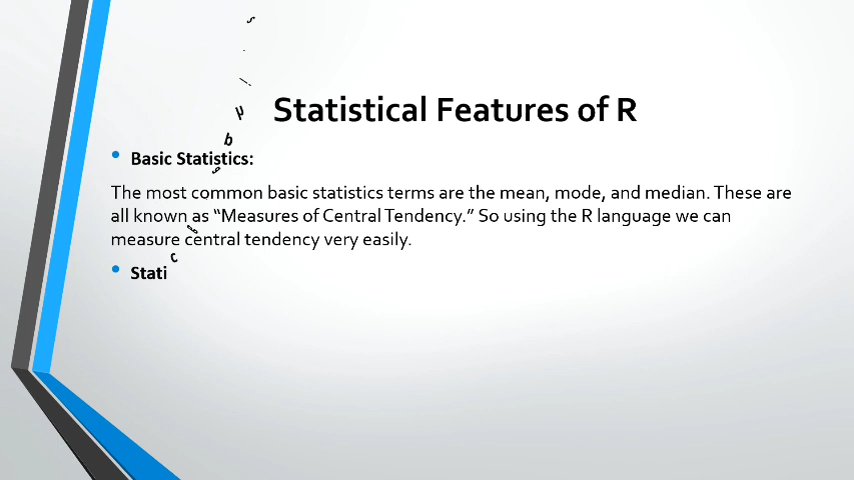 Statistical Features of R
Basic Statistics:
The most common basic statistics terms are the mean, mode, and median. These are
all known as “Measures of Central Tendency.” So using the R language we can
measure central tendency very easily.
Stati